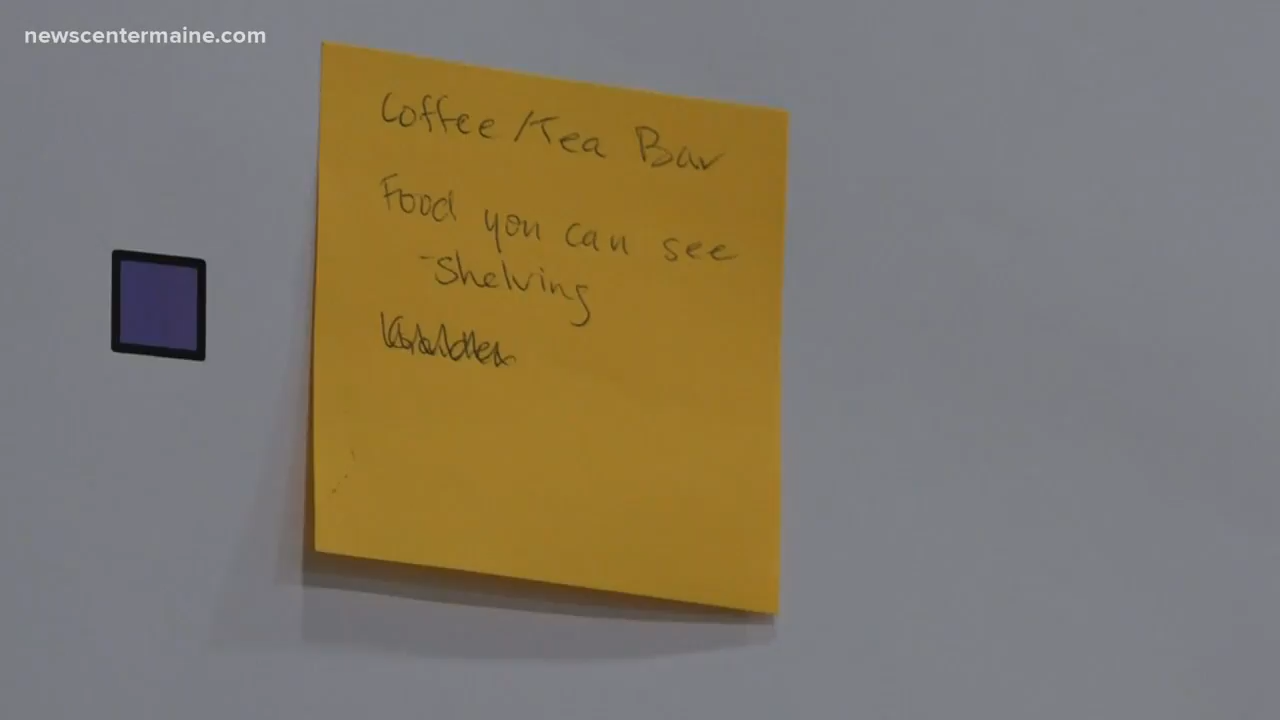 newscentermaine.com
Coffee/Tea Bar
Food you can see
-Shelving